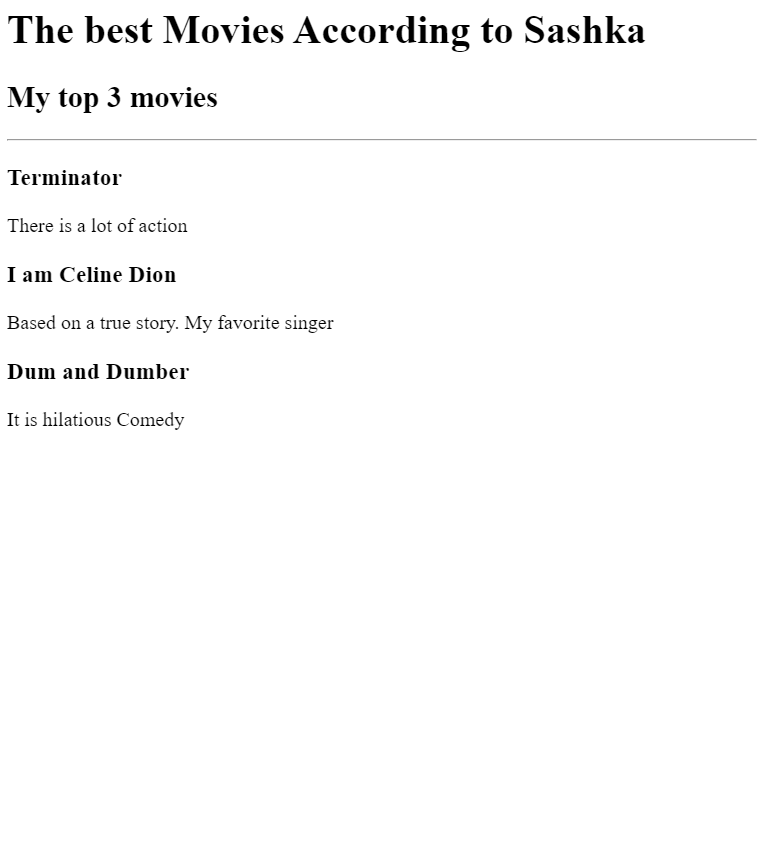 The best Movies According to Sashka
My top 3 movies
Terminator
There is a lot of action
I am Celine Dion
Based on a true story. My favorite singer
Dum and Dumber
It is hilatious Comedy